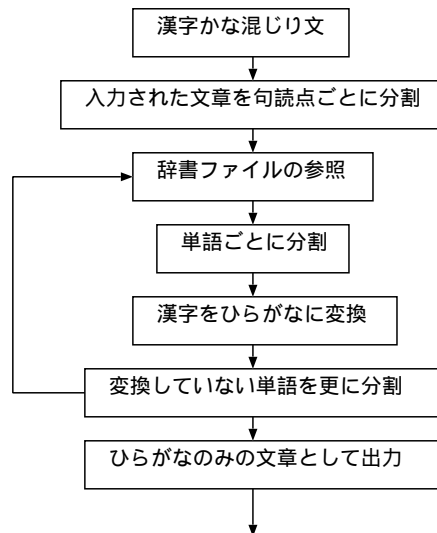 漢字かな混じり文
入力された文章を句読点ごとに分割
辞書ファイルの参照
単語ごとに分割
漢字をひらがなに変換
変換していない単語を更に分割
ひらがなのみの文章として出力